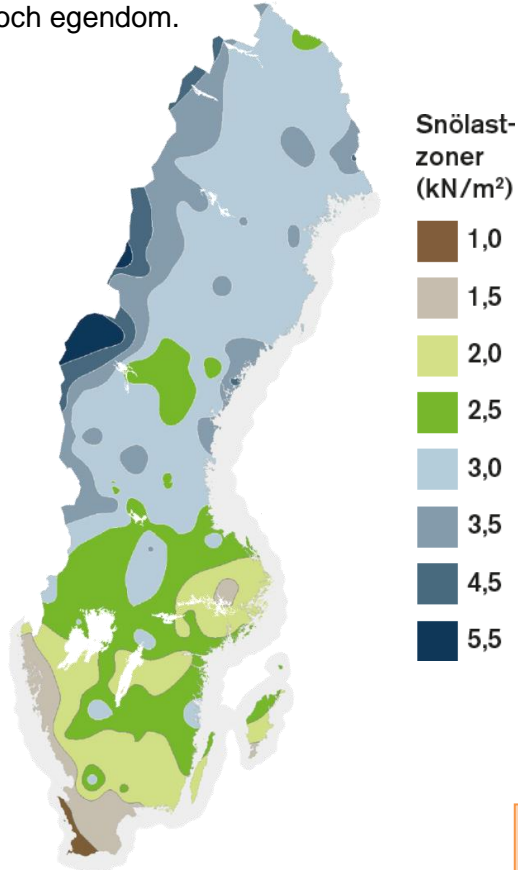 och egendom.
Snölast-
zoner
(kN/m²)
1,0
1,5
2,0
2,5
3,0
3,5
4,5
5,5